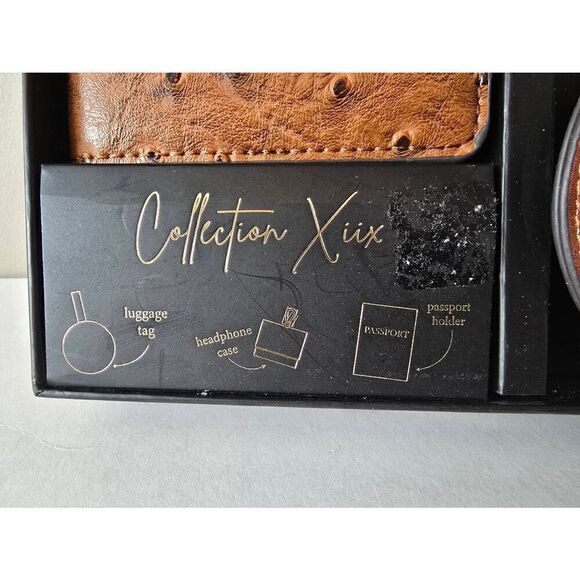 Collection Xiix
luggage
tag
headphone
case
PASSPORT
passport
holder